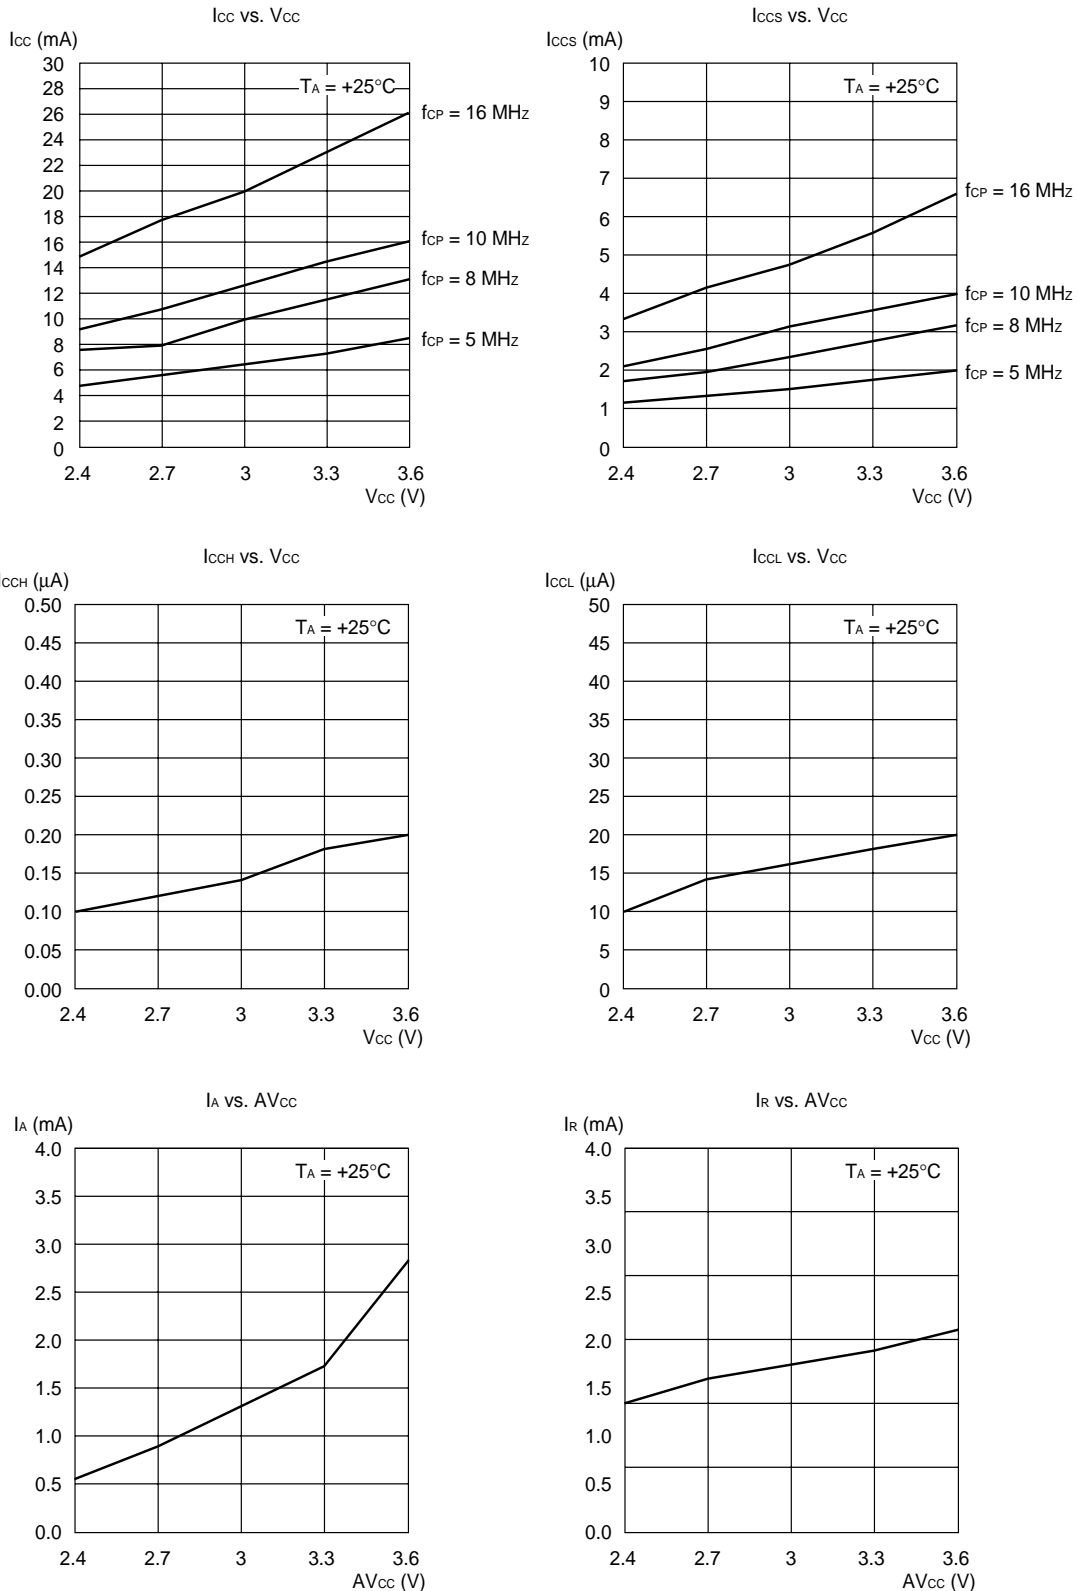 Icc vs. Vcc
Icc (mA)
30
28
26
24
22
20
18
16
14
12
10
8
6
4
2
0
TA = +25°C
fCP = 16 MHz
fCP = 10 MHz
fCP = 8 MHz
fCP = 5 MHz
2.4 2.7 3 3.3 3.6
Vcc (V)
Iccs vs. Vcc
Iccs (mA)
10
9
8
7
6
5
4
3
2
1
0
TA = +25°C
fCP = 16 MHz
fCP = 10 MHz
fCP = 8 MHz
fCP = 5 MHz
2.4 2.7 3 3.3 3.6
Vcc (V)
ICCH vs. Vcc
ICCH (µA)
0.50
0.45
0.40
0.35
0.30
0.25
0.20
0.15
0.10
0.05
0.00
TA = +25°C
2.4 2.7 3 3.3 3.6
Vcc (V)
ICCL vs. Vcc
ICCL (µA)
50
45
40
35
30
25
20
15
10
5
0
TA = +25°C
2.4 2.7 3 3.3 3.6
Vcc (V)
IA vs. AVcc
IA (mA)
4.0
3.5
3.0
2.5
2.0
1.5
1.0
0.5
0.0
TA = +25°C
2.4 2.7 3 3.3 3.6
AVcc (V)
IR vs. AVcc
IR (mA)
4.0
3.5
3.0
2.5
2.0
1.5
1.0
0.5
0.0
TA = +25°C
2.4 2.7 3 3.3 3.6
AVcc (V)